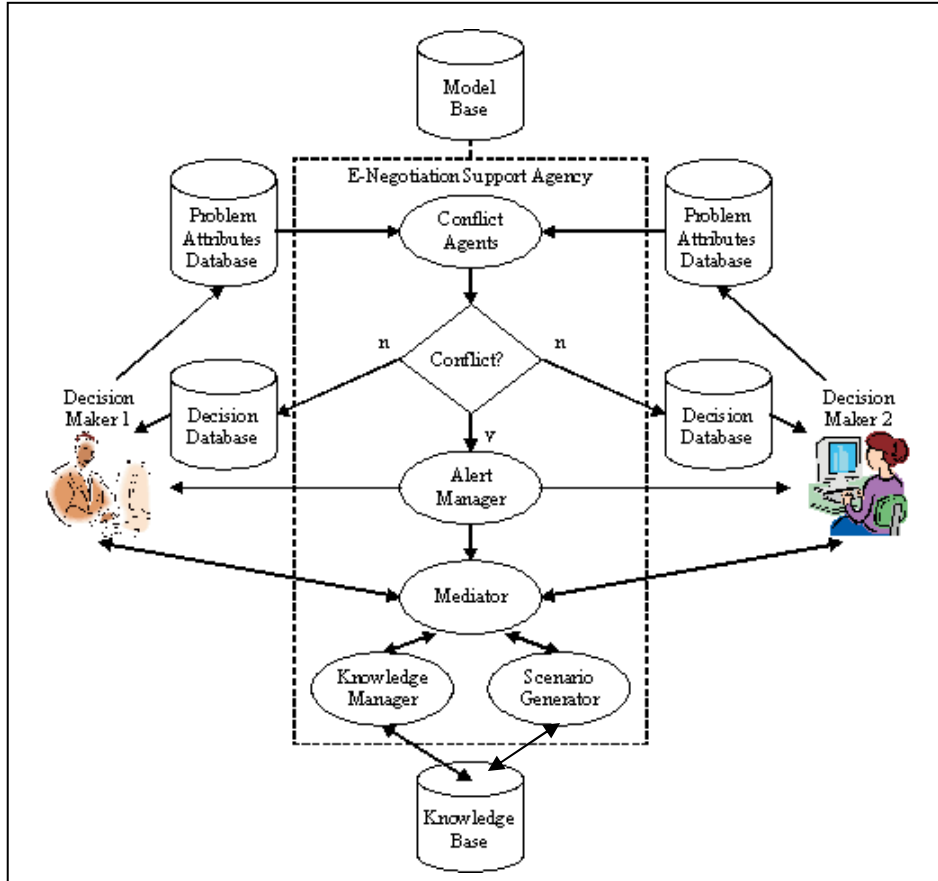 Model
Base
E-Negotiation Support Agency
Problem
Attributes
Database
Conflict
Agents
Problem
Attributes
Database
n
Conflict?
n
Decision
Maker 1
Decision
Database
Decision
Database
Decision
Maker 2
y
Alert
Manager
Mediator
Knowledge
Manager
Scenario
Generator
Knowledge
Base